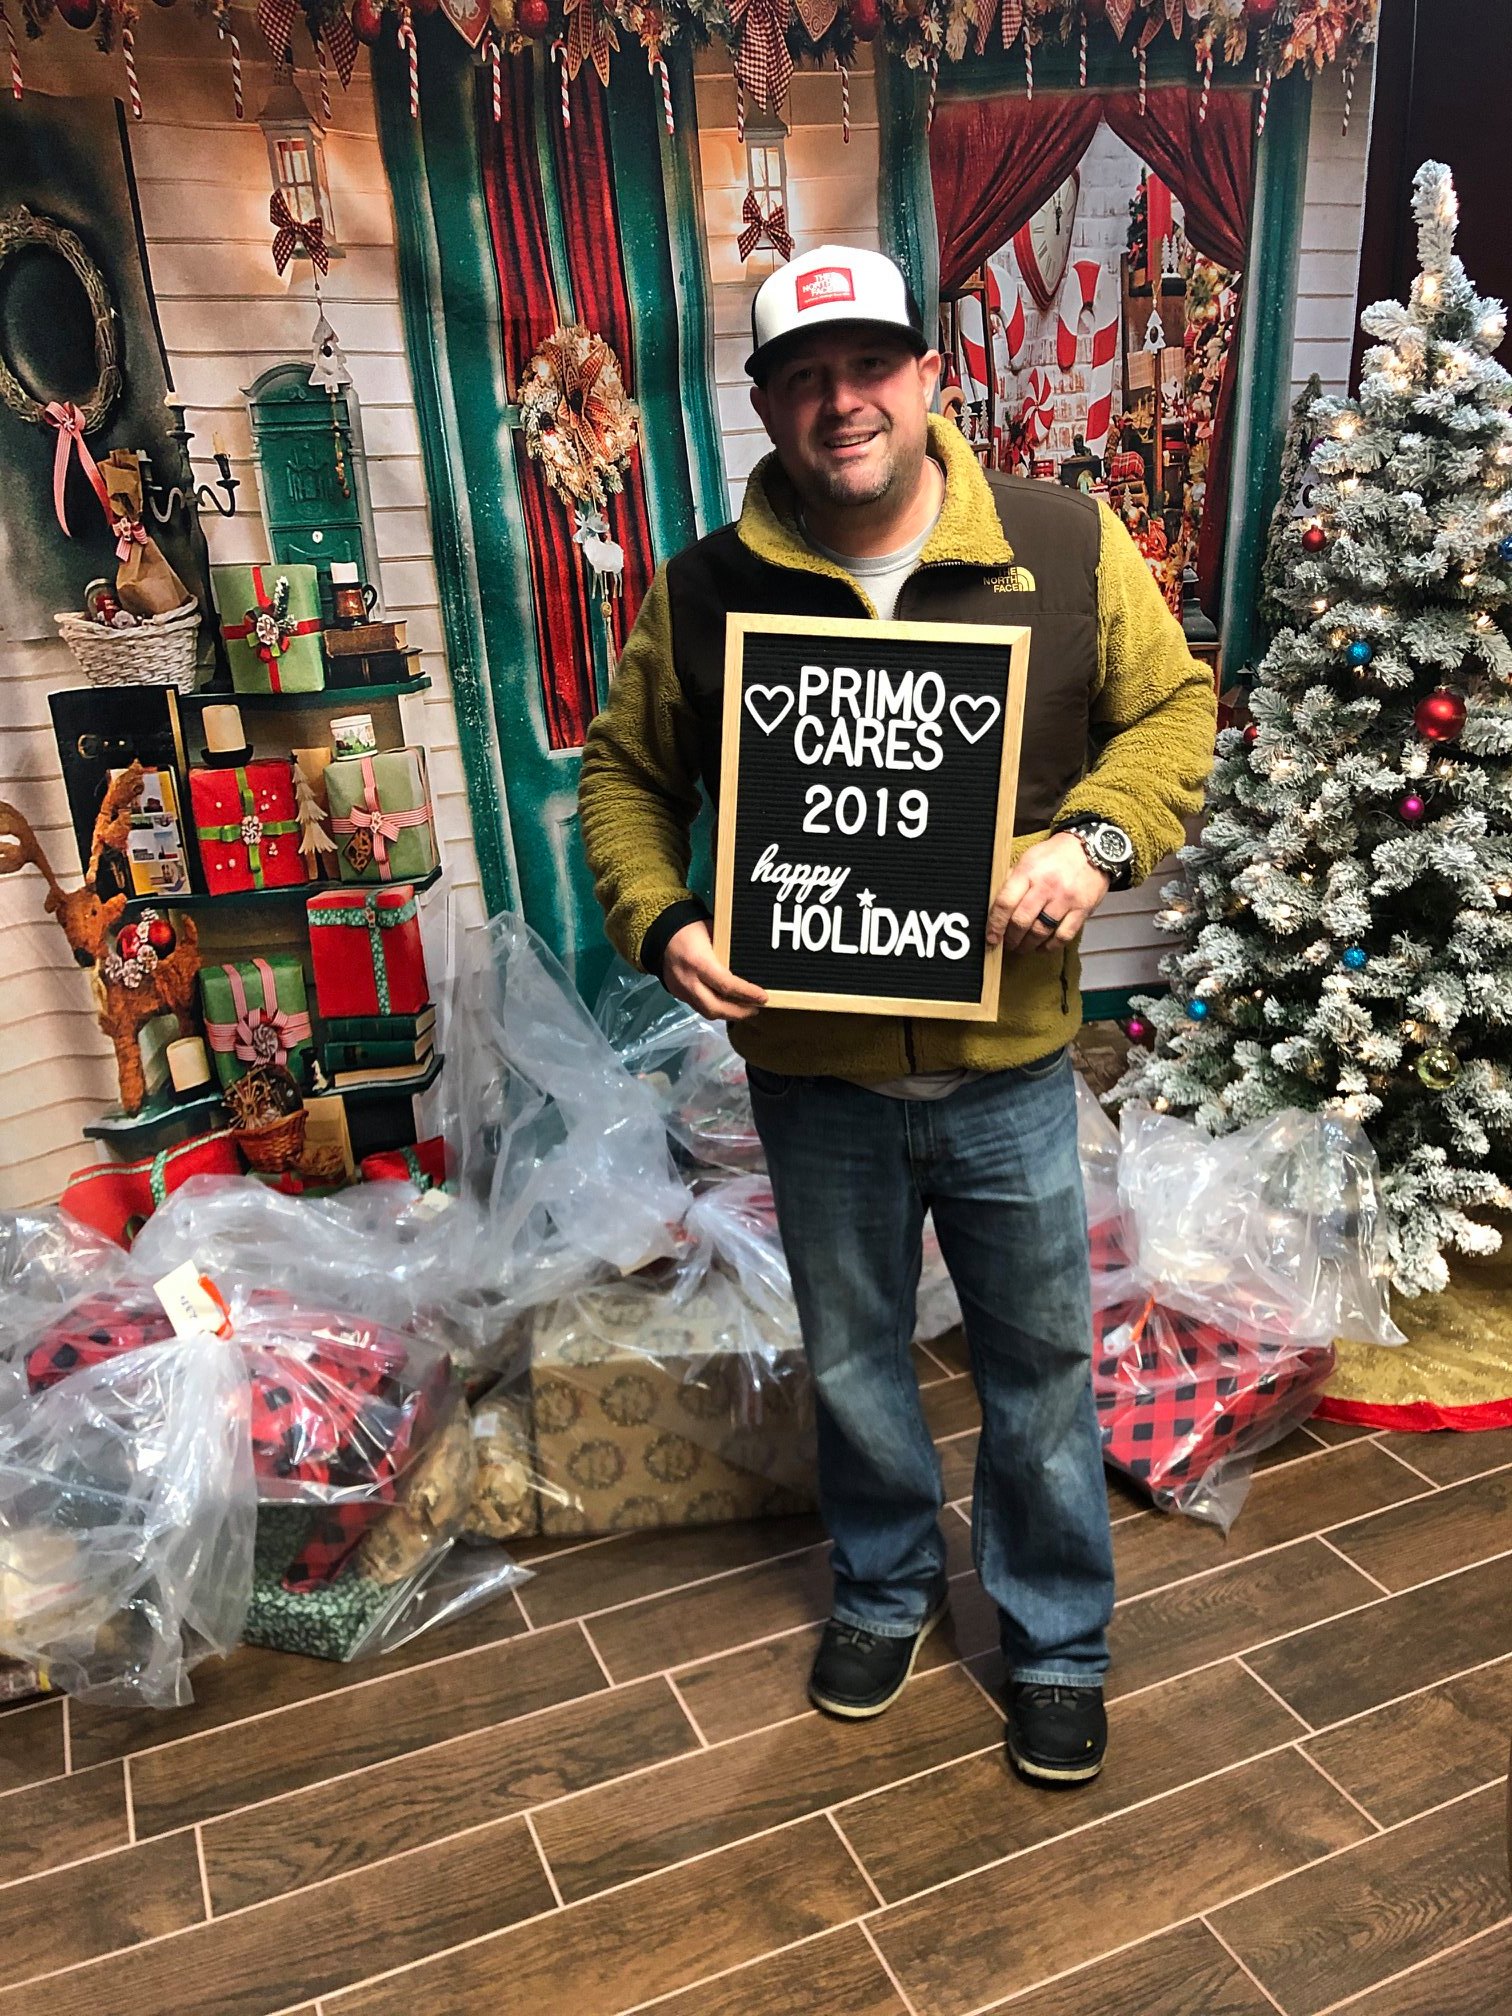 THE
NORTH
FACE
THE
NORTH
FACE
PRIMO
CARES
2019
happy
HOLiDAYS